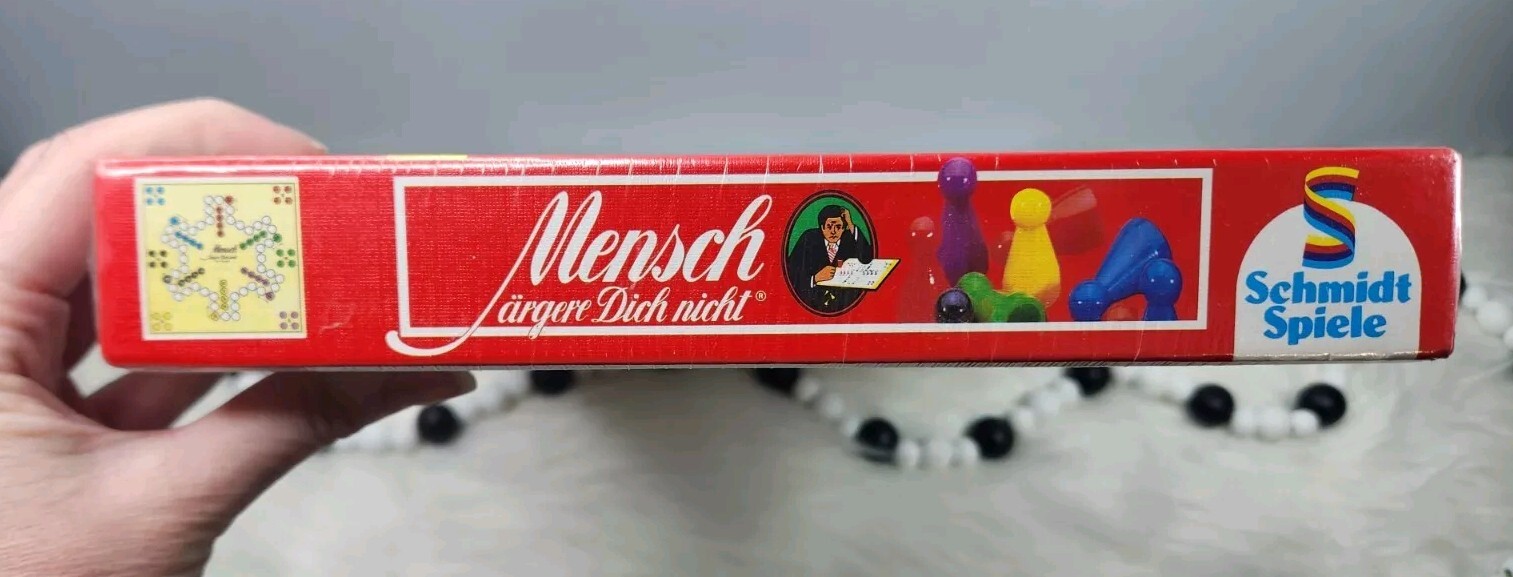 Mensch
ärgere Dich nicht®
S
Schmidt
Spiele